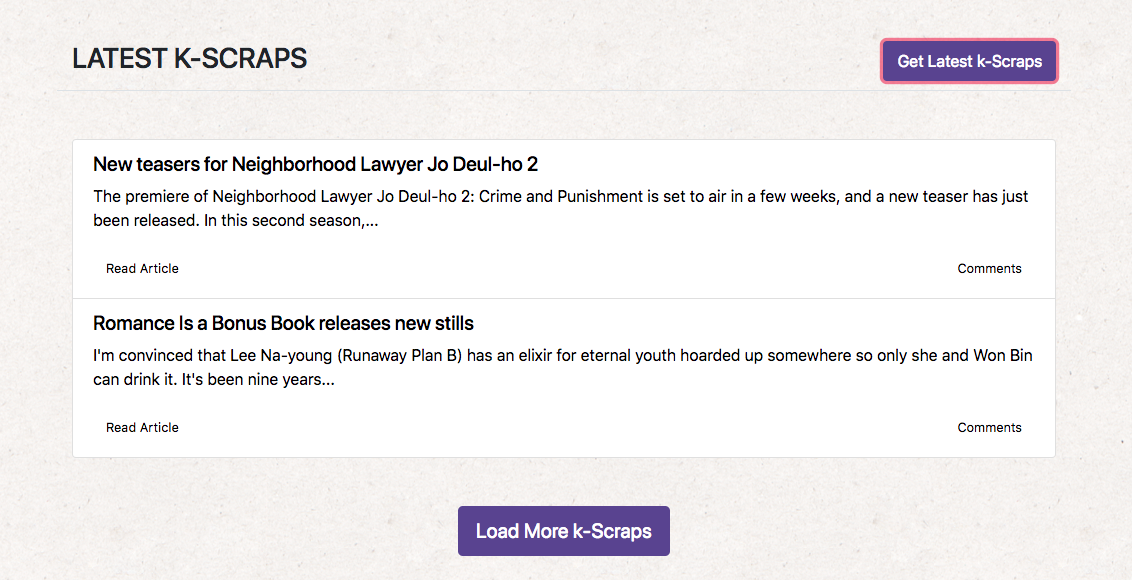 LATEST K-SCRAPS
Get Latest k-Scraps
New teasers for Neighborhood Lawyer Jo Deul-ho 2
The premiere of Neighborhood Lawyer Jo Deul-ho 2: Crime and Punishment is set to air in a few weeks, and a new teaser has just
been released. In this second season,...
Read Article
Comments
Romance Is a Bonus Book releases new stills
I'm convinced that Lee Na-young (Runaway Plan B) has an elixir for eternal youth hoarded up somewhere so only she and Won Bin
can drink it. It's been nine years...
Read Article
Comments
Load More k-Scraps